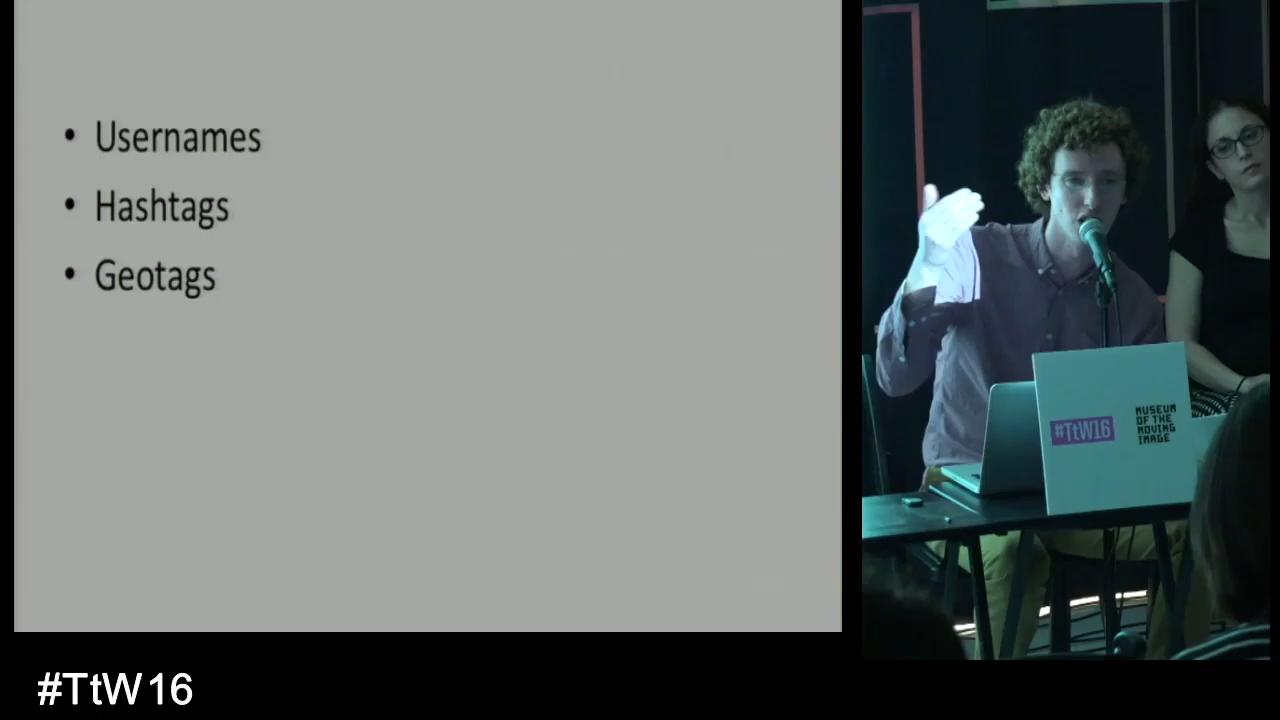 • Usernames
• Hashtags
• Geotags
#TtW16
MUSEUM
OF THE
MOVING
IMAGE
#TtW16